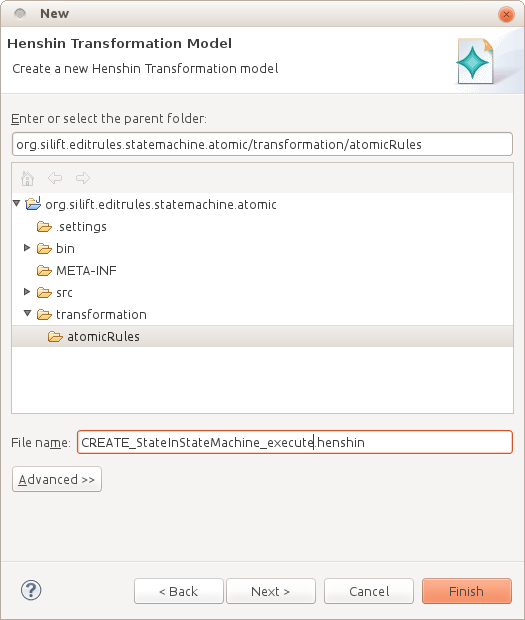 New
Henshin Transformation Model
Create a new Henshin Transformation model
Enter or select the parent folder:
org.silift.editrules.statemachine.atomic/transformation/atomicRules
org.silift.editrules.statemachine.atomic
.settings
bin
META-INF
src
transformation
atomicRules
File name: CREATE_StateInStateMachine_execute.henshin
Advanced >>
? < Back Next > Cancel Finish